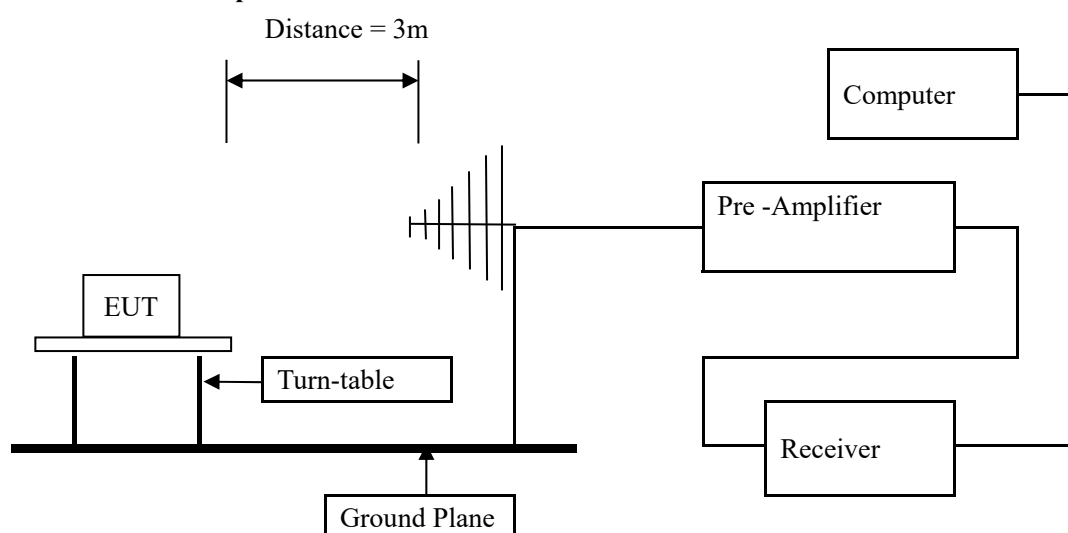 Distance = 3m
Computer
Pre -Amplifier
EUT
Turn-table
Receiver
Ground Plane